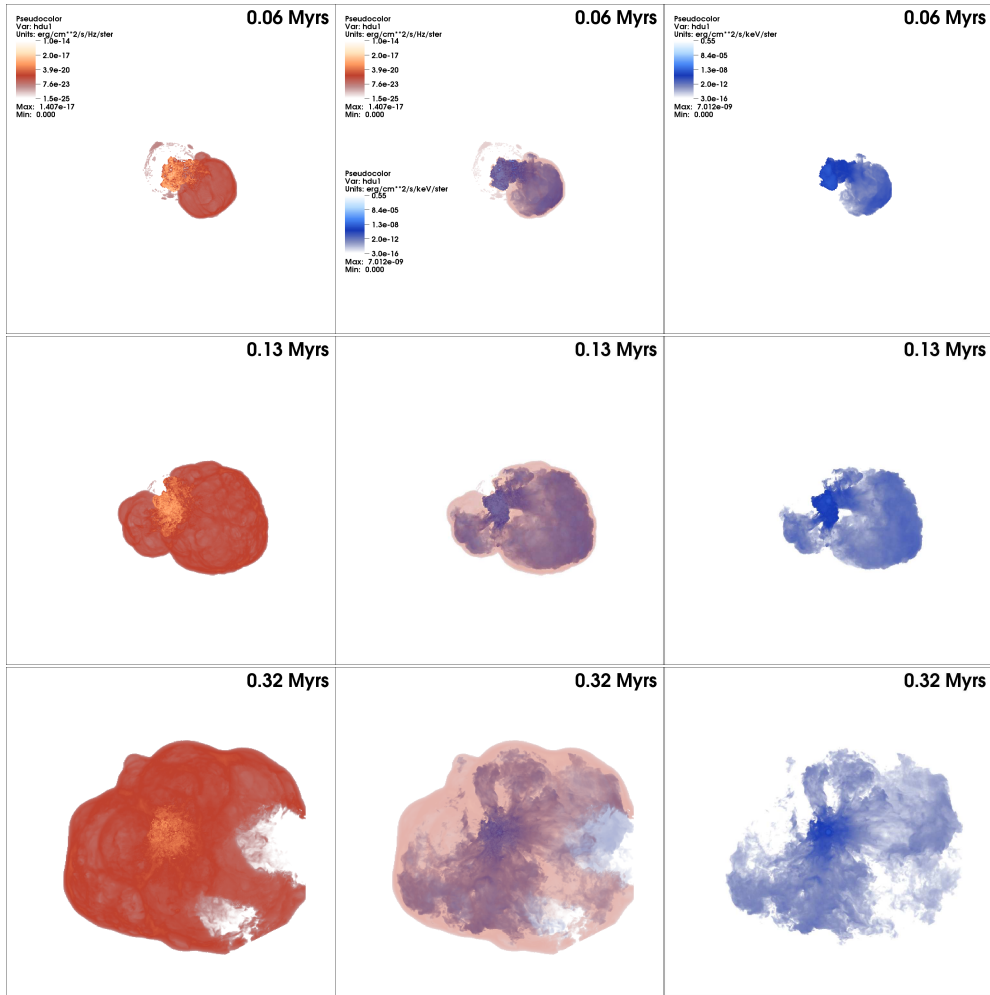 0.06 Myrs
Pseudocolor
Var: hdu1
Units: erg/cm**2/s/Hz/ster
1.0e-14
2.0e-17
3.9e-20
7.6e-23
1.5e-25
Max: 1.407e-17
Min: 0.000
0.06 Myrs
Pseudocolor
Var: hdu1
Units: erg/cm**2/s/Hz/ster
1.0e-14
2.0e-17
3.9e-20
7.6e-23
1.5e-25
Max: 1.407e-17
Min: 0.000
Pseudocolor
Var: hdu1
Units: erg/cm**2/s/keV/ster
0.55
8.4e-05
1.3e-08
2.0e-12
3.0e-16
Max: 7.012e-09
Min: 0.000
0.06 Myrs
Pseudocolor
Var: hdu1
Units: erg/cm**2/s/keV/ster
0.55
8.4e-05
1.3e-08
2.0e-12
3.0e-16
Max: 7.012e-09
Min: 0.000
0.13 Myrs
0.13 Myrs
0.13 Myrs
0.32 Myrs
0.32 Myrs
0.32 Myrs